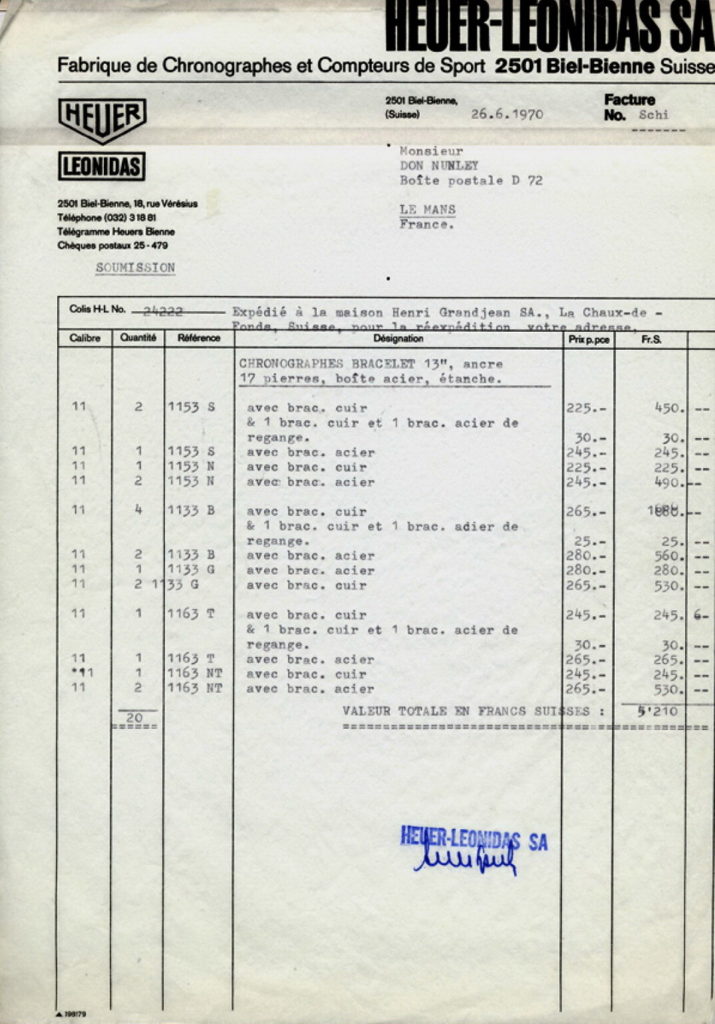 HEUER-LEONIDAS SA
Fabrique de Chronographes et Compteurs de Sport 2501 Biel-Bienne Suisse
HEUER
LEONIDAS
2501 Biel-Bienne, 18, rue Vérésius
Téléphone (032) 3 18 81
Télégramme Heuers Bienne
Chèques postaux 25 - 479
SOUMISSION
2501 Biel-Bienne,
(Suisse) 26.6.1970
Facture
No. Schi
Monsieur
DON NUNLEY
Boîte postale D 72
LE MANS
France.
Colis H-L No. 24222 Expédié à la maison Henri Grandjean SA., La Chaux-de -
Fonds, Suisse, pour la réexpédition votre adresse.
Calibre Quantité Référence Désignation Prix p. pce Fr.S.
CHRONOGRAPHES BRACELET 13", ancre
17 pierres, boîte acier, étanche.
11 2 1153 S avec brac. cuir 225.- 450. --
& 1 brac. cuir et 1 brac. acier de
regange. 30.- 30. --
11 1 1153 S avec brac. acier 245.- 245. --
11 1 1153 N avec brac. cuir 225.- 225. --
11 2 1153 N avec brac. acier 245.- 490.--
11 4 1133 B avec brac. cuir 265.- --
& 1 brac. cuir et 1 brac. adier de
regange. 25.- 25. --
11 2 1133 B avec brac. acier 280.- 560. --
11 1 1133 G avec brac. acier 280.- 280. --
11 2 1133 G avec brac. cuir 265.- 530. --
11 1 1163 T avec brac. cuir 245.- 245. 6-
& 1 brac. cuir et 1 brac. acier de
regange. 30.- 30. --
11 1 1163 T avec brac. acier 265.- 265. --
*11 1 1163 NT avec brac. cuir 245.- 245. --
11 2 1163 NT avec brac. acier 265.- 530. --
20 VALEUR TOTALE EN FRANCS SUISSES : 5'210
HEUER-LEONIDAS SA
▲ 198179